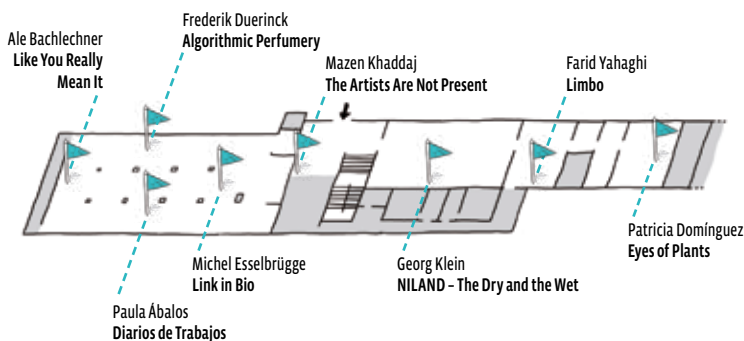 Frederik Duerinck
Algorithmic Perfumery
Ale Bachlechner
Like You Really
Mean It
Mazen Khaddaj
The Artists Are Not Present
Farid Yahaghi
Limbo
Patricia Domínguez
Eyes of Plants
Michel Esselbrügge
Link in Bio
Georg Klein
NILAND – The Dry and the Wet
Paula Ábalos
Diarios de Trabajos